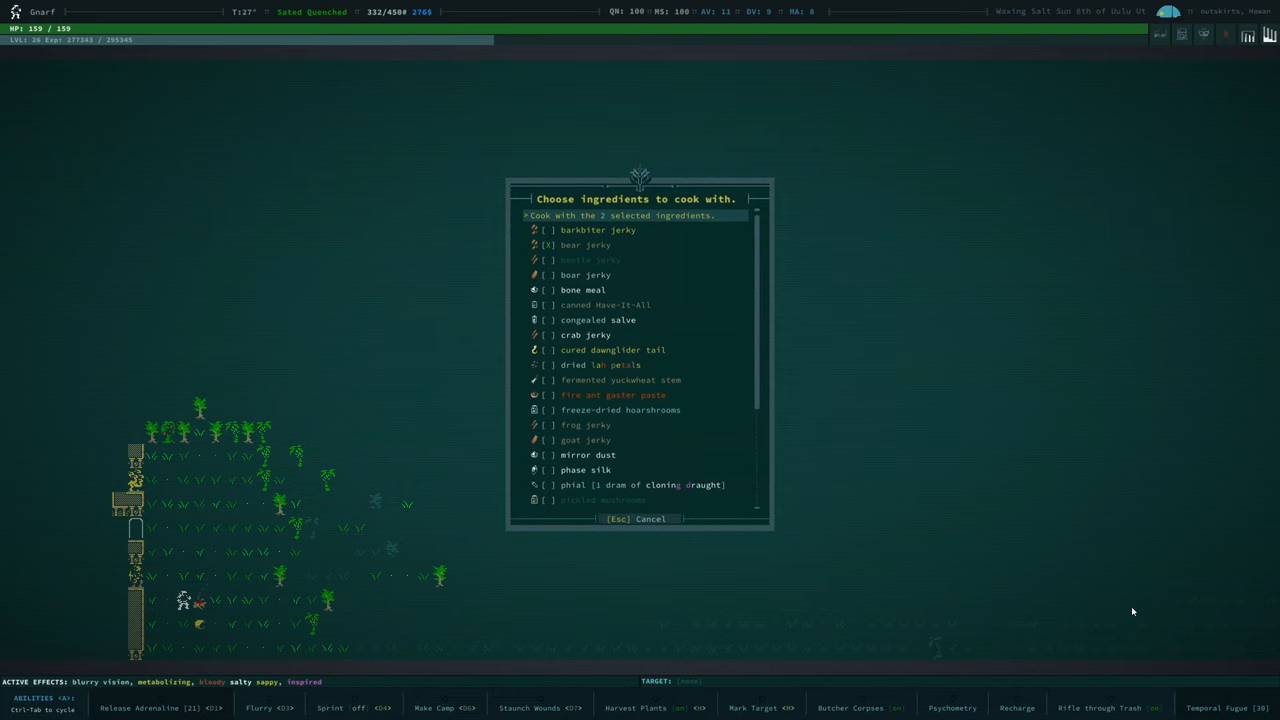 Gnarf T:27° Sated Quenched 332/450# 276$ QN: 100 MS: 100 AV: 11 DV: 9 MA: 8 Waxing Salt Sun 8th of Uulu Ut outskirts, Hawan
HP: 159 / 159
LVL: 26 Exp: 277343 / 295345
Choose ingredients to cook with.
> Cook with the 2 selected ingredients.
[ ] barkbiter jerky
[X] bear jerky
[ ] beetle jerky
[ ] boar jerky
[ ] bone meal
[ ] canned Have-It-All
[ ] congealed salve
[ ] crab jerky
[ ] cured dawnglider tail
[ ] dried lah petals
[ ] fermented yuckwheat stem
[ ] fire ant gaster paste
[ ] freeze-dried hoarshrooms
[ ] frog jerky
[ ] goat jerky
[ ] mirror dust
[ ] phase silk
[ ] phial [1 dram of cloning draught]
[ ] pickled mushrooms
[Esc] Cancel
ACTIVE EFFECTS: blurry vision, metabolizing, bloody salty sappy, inspired TARGET: [none]
ABILITIES <A>:
Ctrl-Tab to cycle
Release Adrenaline [21] <D1> Flurry <D3> Sprint [off] <D4> Make Camp <D6> Staunch Wounds <D7> Harvest Plants [on] <H> Mark Target <M> Butcher Corpses [on] Psychometry Recharge Rifle through Trash [on] Temporal Fugue [30]